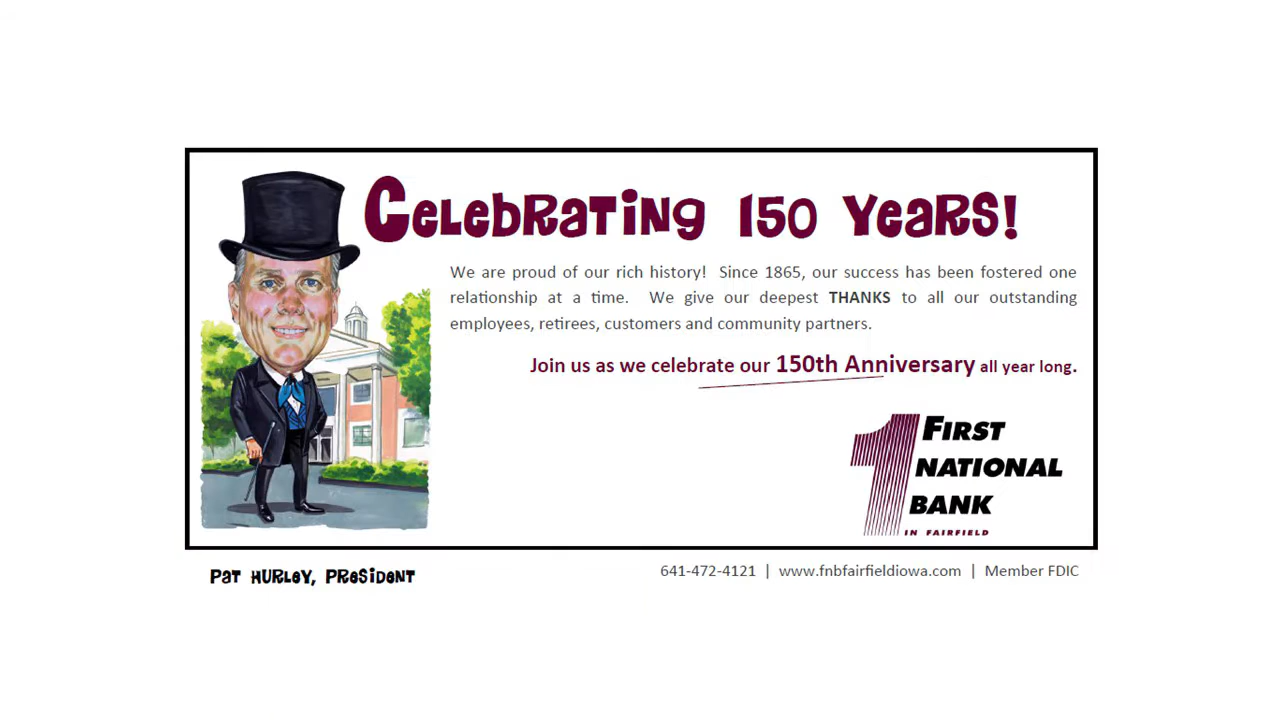 Celebrating 150 Years!
We are proud of our rich history! Since 1865, our success has been fostered one
relationship at a time. We give our deepest THANKS to all our outstanding
employees, retirees, customers and community partners.
Join us as we celebrate our 150th Anniversary all year long.
1
FIRST
NATIONAL
BANK
IN FAIRFIELD
Pat Hurley, President
641-472-4121 | www.fnbfairfieldiowa.com | Member FDIC